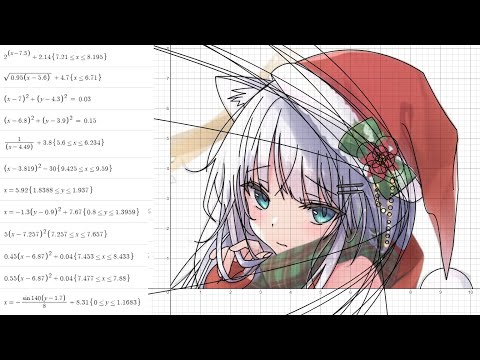 2^(x−7.5) + 2.14{7.21 ≤ x ≤ 8.195}
√0.95(x−5.6) + 4.7{x ≤ 6.71}
(x−7)² + (y−4.3)² = 0.03
(x−6.8)² + (y−3.9)² = 0.15
1/(x−4.49) + 3.8{5.6 ≤ x ≤ 6.234}
(x−3.819)² − 30{9.425 ≤ x ≤ 9.59}
x = 5.92{1.8388 ≤ y ≤ 1.937}
x = −1.3(y−0.9)² + 7.67{0.8 ≤ y ≤ 1.3959}
5(x−7.257)²{7.257 ≤ x ≤ 7.657}
0.45(x−6.87)² + 0.04{7.453 ≤ x ≤ 8.433}
0.55(x−6.87)² + 0.04{7.477 ≤ x ≤ 7.88}
x = −sin140(y−1.7)/8 + 8.31{0 ≤ y ≤ 1.1683}